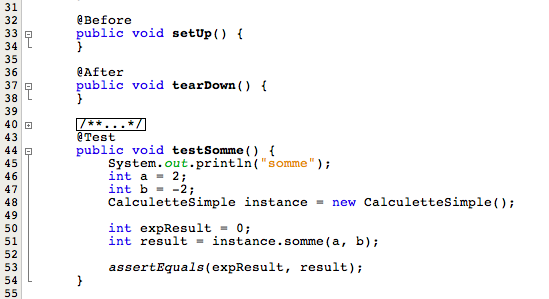 31
32 @Before
33 public void setUp() {
34 }
35
36 @After
37 public void tearDown() {
38 }
39
40 /**...*/
43 @Test
44 public void testSomme() {
45 System.out.println("somme");
46 int a = 2;
47 int b = -2;
48 CalculetteSimple instance = new CalculetteSimple();
49
50 int expResult = 0;
51 int result = instance.somme(a, b);
52
53 assertEquals(expResult, result);
54 }
55